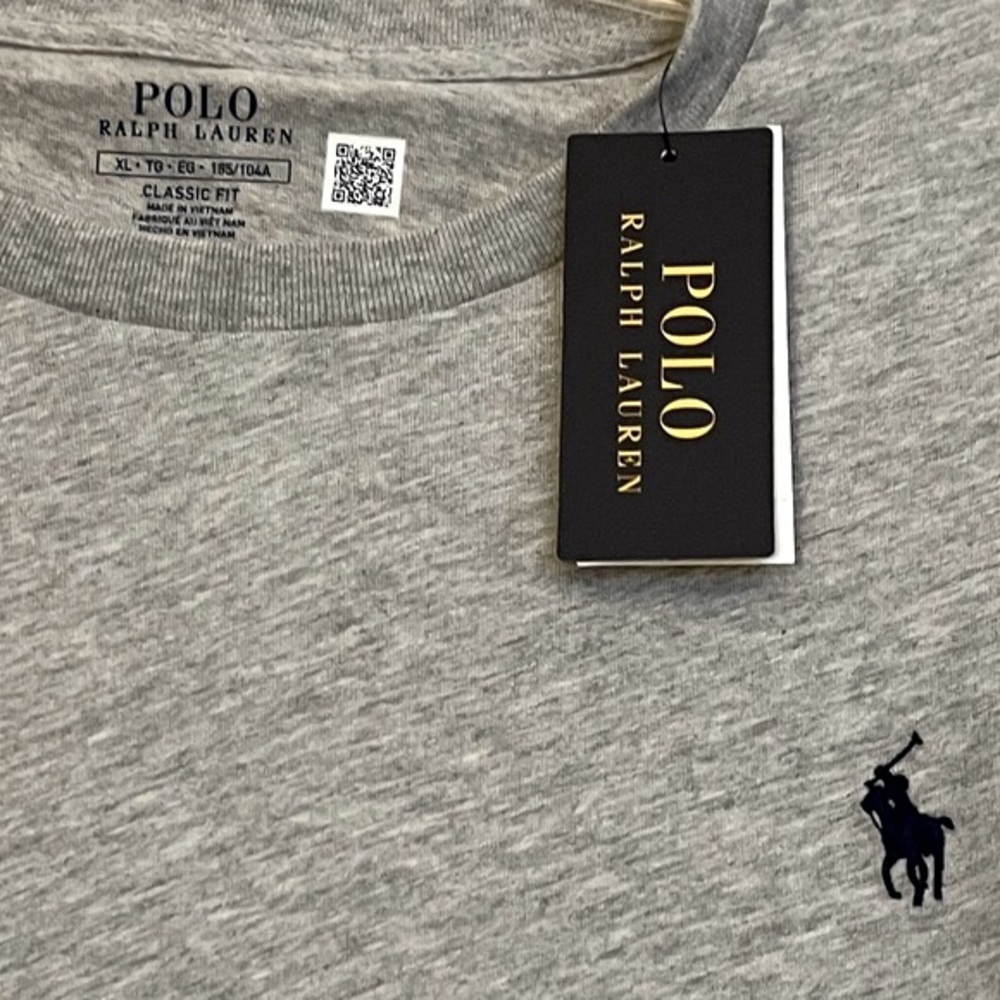 POLO
RALPH LAUREN
XL • TG • EG • 185/104A
CLASSIC FIT
MADE IN VIETNAM
FABRIQUÉ AU VIÊT NAM
HECHO EN VIETNAM
POLO
RALPH LAUREN